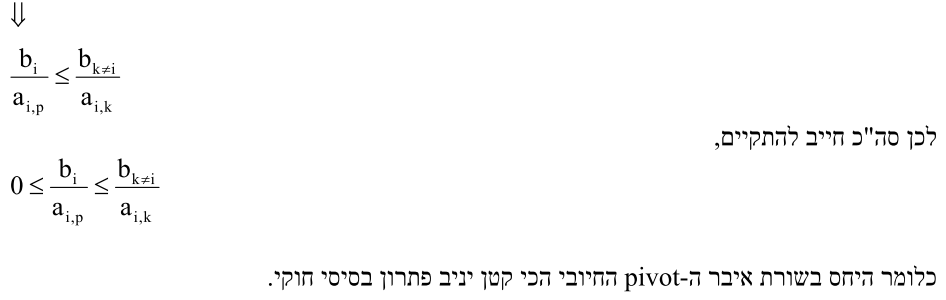 ⇓
b_i / a_{i,p} ≤ b_{k≠i} / a_{i,k}
לכן סה"כ חייב להתקיים,
0 ≤ b_i / a_{i,p} ≤ b_{k≠i} / a_{i,k}
כלומר היחס בשורת איבר ה-pivot החיובי הכי קטן יניב פתרון בסיסי חוקי.